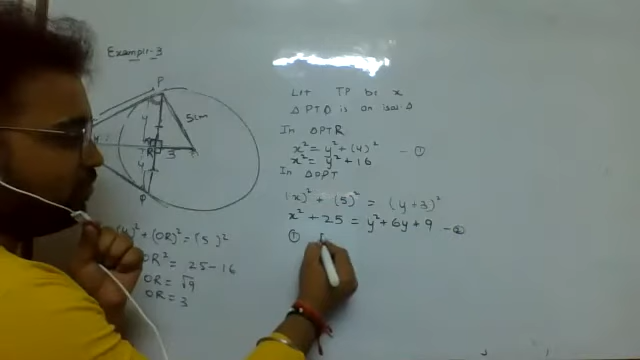 Example-3
P
5cm
y
4
R
3
y
Q
+ (OR)² = (5)²
OR² = 25 - 16
OR = √9
OR = 3
Let TP be x
△PTQ is an isos △
In △PTR
x² = y² + (4)² - ①
x² = y² + 16
In △OPT
(x)² + (5)² = (y+3)²
x² + 25 = y² + 6y + 9 - ②
①